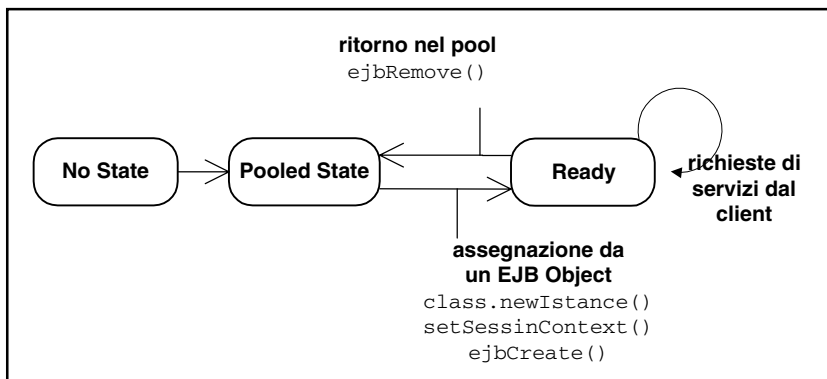 ritorno nel pool
ejbRemove()
No State
Pooled State
Ready
richieste di
servizi dal
client
assegnazione da
un EJB Object
class.newIstance()
setSessinContext()
ejbCreate()